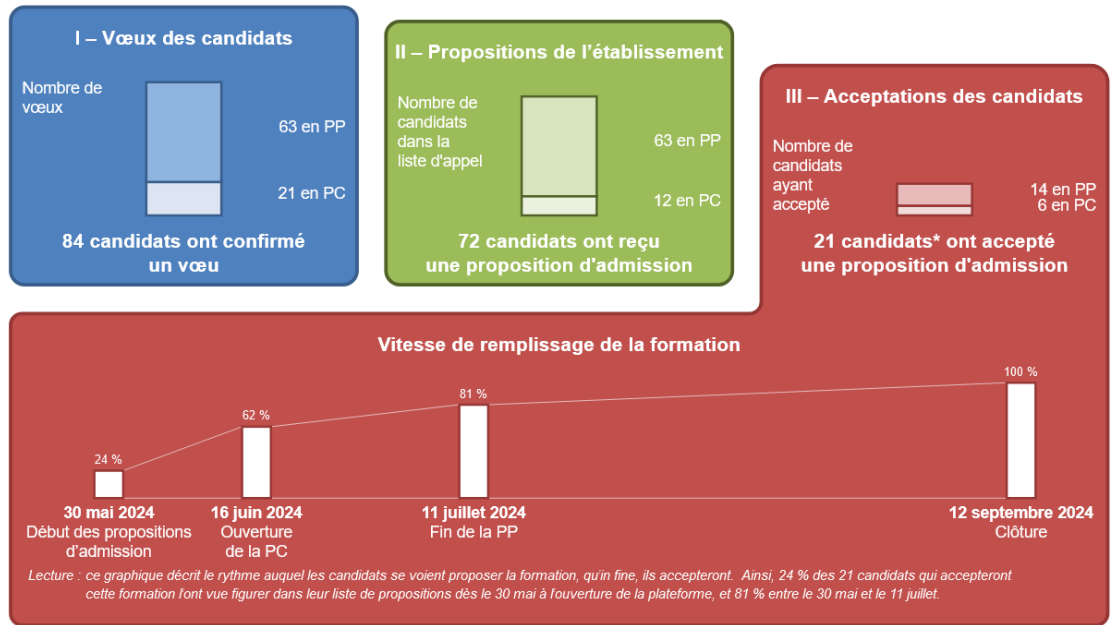 I – Vœux des candidats
Nombre de
vœux
63 en PP
21 en PC
84 candidats ont confirmé
un vœu
II – Propositions de l'établissement
Nombre de
candidats
dans la
liste d'appel
63 en PP
12 en PC
72 candidats ont reçu
une proposition d'admission
III – Acceptations des candidats
Nombre de
candidats
ayant
accepté
14 en PP
6 en PC
21 candidats* ont accepté
une proposition d'admission
Vitesse de remplissage de la formation
24 %
62 %
81 %
100 %
30 mai 2024
Début des propositions
d'admission
16 juin 2024
Ouverture
de la PC
11 juillet 2024
Fin de la PP
12 septembre 2024
Clôture
Lecture : ce graphique décrit le rythme auquel les candidats se voient proposer la formation, qu'in fine, ils accepteront. Ainsi, 24 % des 21 candidats qui accepteront
cette formation l'ont vue figurer dans leur liste de propositions dès le 30 mai à l'ouverture de la plateforme, et 81 % entre le 30 mai et le 11 juillet.